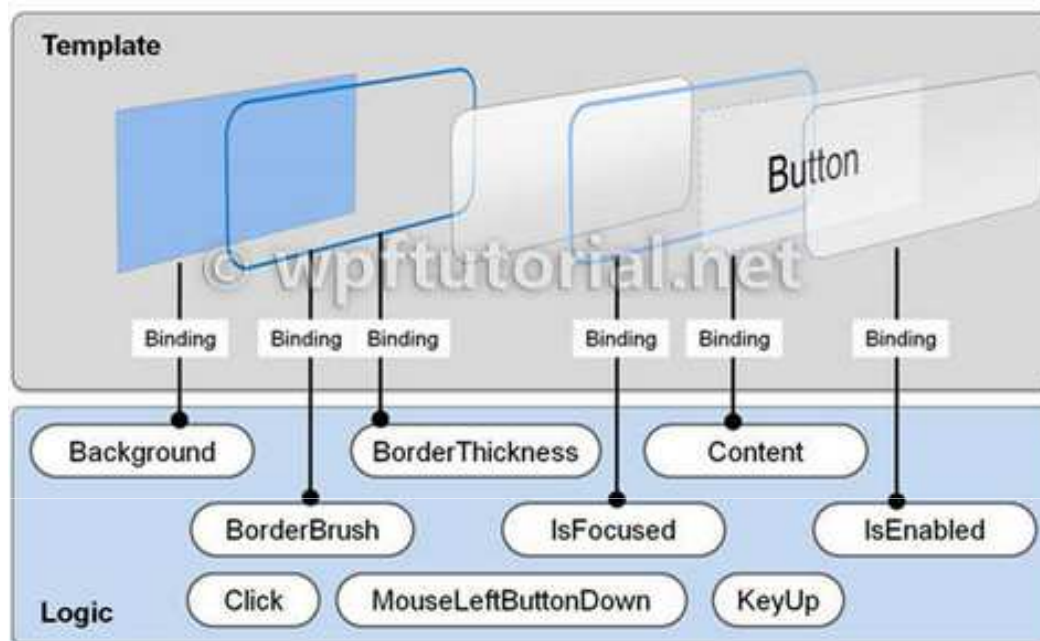 Template
Button
© wpftutorial.net
Binding
Binding
Binding
Binding
Binding
Binding
Background
BorderThickness
Content
BorderBrush
IsFocused
IsEnabled
Click
MouseLeftButtonDown
KeyUp
Logic